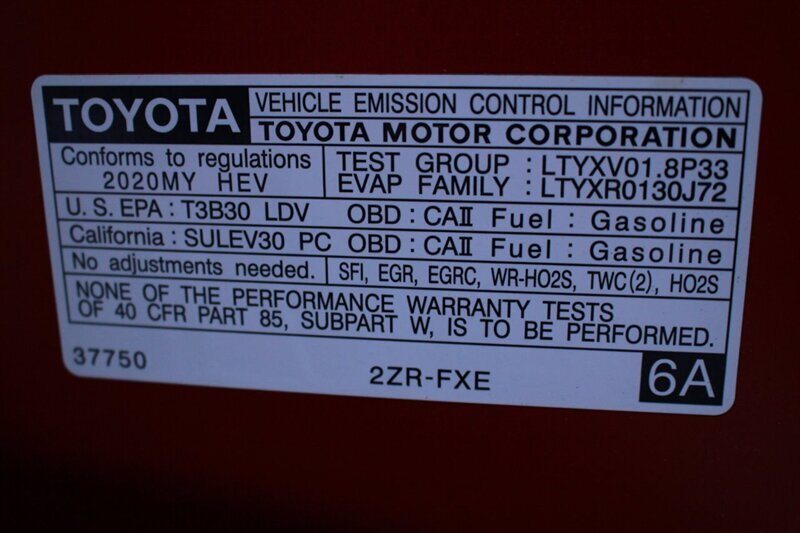 TOYOTA
VEHICLE EMISSION CONTROL INFORMATION
TOYOTA MOTOR CORPORATION
Conforms to regulations
2020MY HEV
TEST GROUP : LTYXV01.8P33
EVAP FAMILY : LTYXR0130J72
U.S.EPA : T3B30 LDV OBD : CAII Fuel : Gasoline
California : SULEV30 PC OBD : CAII Fuel : Gasoline
No adjustments needed.
SFI, EGR, EGRC, WR-HO2S, TWC(2), HO2S
NONE OF THE PERFORMANCE WARRANTY TESTS
OF 40 CFR PART 85, SUBPART W, IS TO BE PERFORMED.
37750
2ZR-FXE
6A